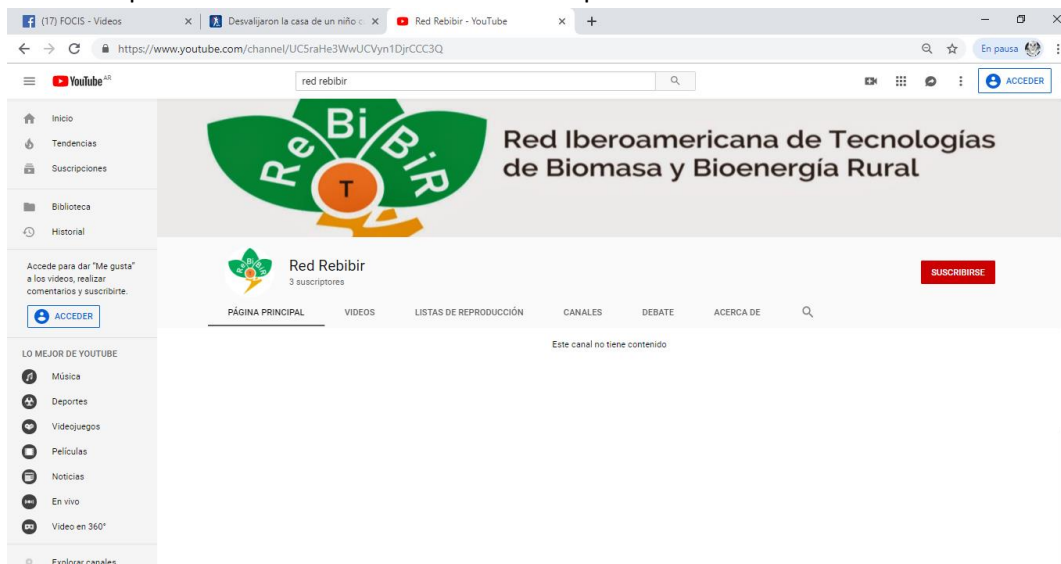 (17) FOCIS - Videos
Desvalijaron la casa de un niño c
Red Rebibir - YouTube
https://www.youtube.com/channel/UC5raHe3WwUCVyn1DjrCCC3Q
En pausa
YouTube AR
red rebibir
ACCEDER
Inicio
Tendencias
Suscripciones
Biblioteca
Historial
Accede para dar "Me gusta"
a los videos, realizar
comentarios y suscribirte.
ACCEDER
LO MEJOR DE YOUTUBE
Música
Deportes
Videojuegos
Películas
Noticias
En vivo
Video en 360°
Explorar canales
ReBiBiR
T
Red Iberoamericana de Tecnologías
de Biomasa y Bioenergía Rural
Red Rebibir
3 suscriptores
SUSCRIBIRSE
PÁGINA PRINCIPAL
VIDEOS
LISTAS DE REPRODUCCIÓN
CANALES
DEBATE
ACERCA DE
Este canal no tiene contenido